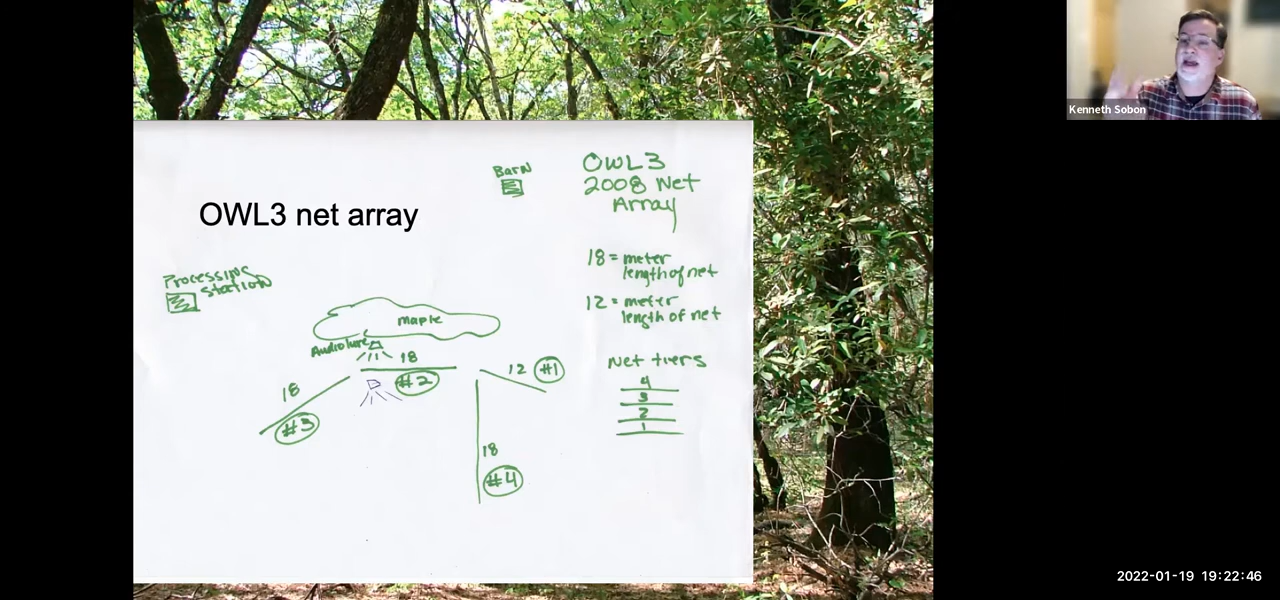 Kenneth Sobon
Barn
OWL3
2008 Net
Array
OWL3 net array
18 = meter
length of net
Processing
station
12 = meter
length of net
maple
Audio lure
18
Net tiers
12
#1
#2
4
18
3
2
#3
1
18
#4
2022-01-19 19:22:46